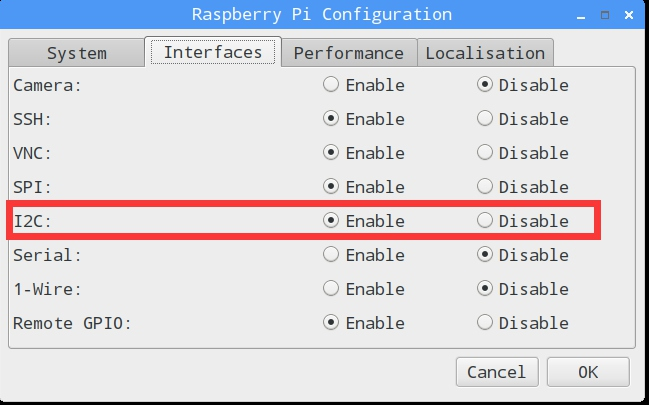 Raspberry Pi Configuration
System Interfaces Performance Localisation
Camera: Enable Disable
SSH: Enable Disable
VNC: Enable Disable
SPI: Enable Disable
I2C: Enable Disable
Serial: Enable Disable
1-Wire: Enable Disable
Remote GPIO: Enable Disable
Cancel OK